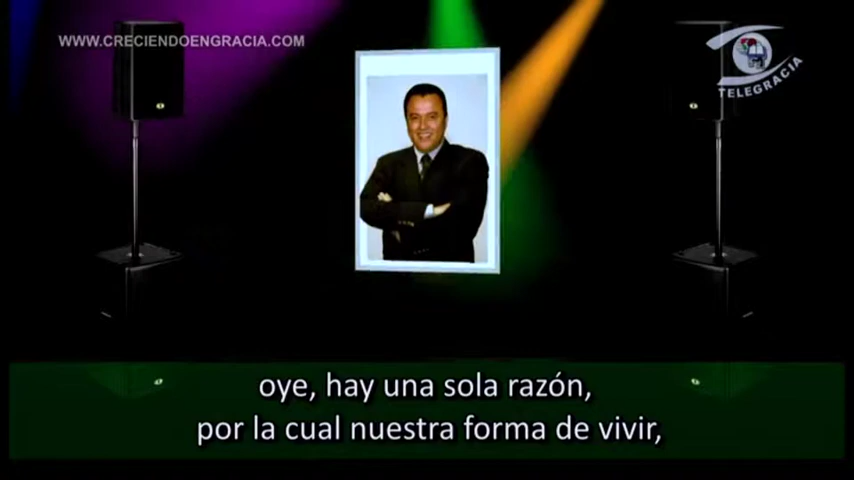 WWW.CRECIENDOENGRACIA.COM
TELEGRACIA
oye, hay una sola razón,
por la cual nuestra forma de vivir,